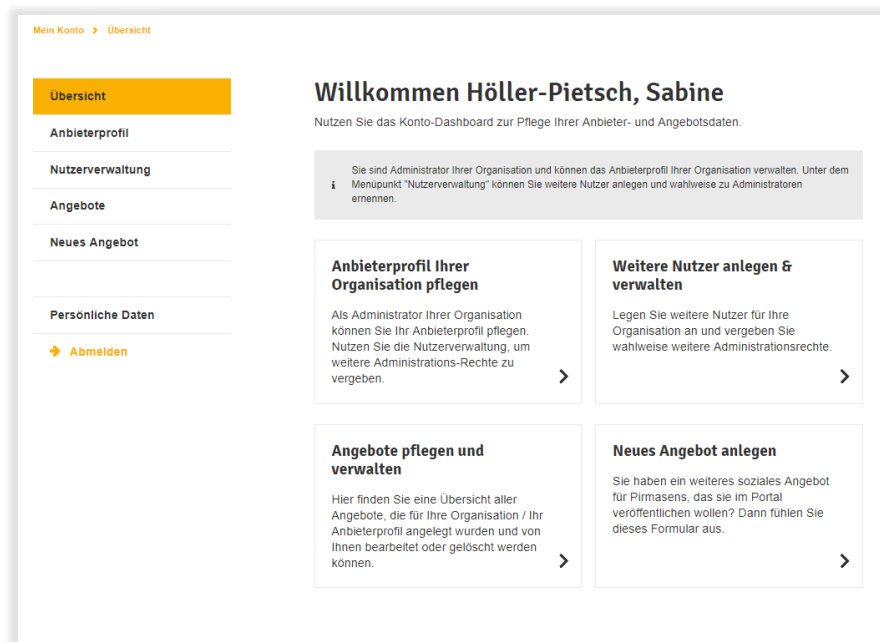 Mein Konto > Übersicht
Übersicht
Anbieterprofil
Nutzerverwaltung
Angebote
Neues Angebot
Persönliche Daten
Abmelden
Willkommen Höller-Pietsch, Sabine
Nutzen Sie das Konto-Dashboard zur Pflege Ihrer Anbieter- und Angebotsdaten.
i
Sie sind Administrator Ihrer Organisation und können das Anbieterprofil Ihrer Organisation verwalten. Unter dem
Menüpunkt "Nutzerverwaltung" können Sie weitere Nutzer anlegen und wahlweise zu Administratoren
ernennen.
Anbieterprofil Ihrer
Organisation pflegen
Als Administrator Ihrer Organisation
können Sie Ihr Anbieterprofil pflegen.
Nutzen Sie die Nutzerverwaltung, um
weitere Administrations-Rechte zu
vergeben.
Weitere Nutzer anlegen &
verwalten
Legen Sie weitere Nutzer für Ihre
Organisation an und vergeben Sie
wahlweise weitere Administrationsrechte.
Angebote pflegen und
verwalten
Hier finden Sie eine Übersicht aller
Angebote, die für Ihre Organisation / Ihr
Anbieterprofil angelegt wurden und von
Ihnen bearbeitet oder gelöscht werden
können.
Neues Angebot anlegen
Sie haben ein weiteres soziales Angebot
für Pirmasens, das sie im Portal
veröffentlichen wollen? Dann fühlen Sie
dieses Formular aus.